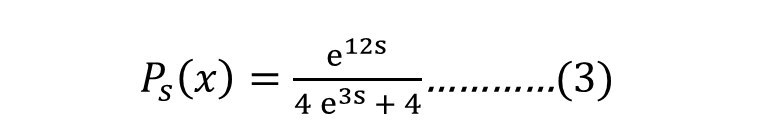 P_s(x) = e^{12s} / (4 e^{3s} + 4) .............(3)